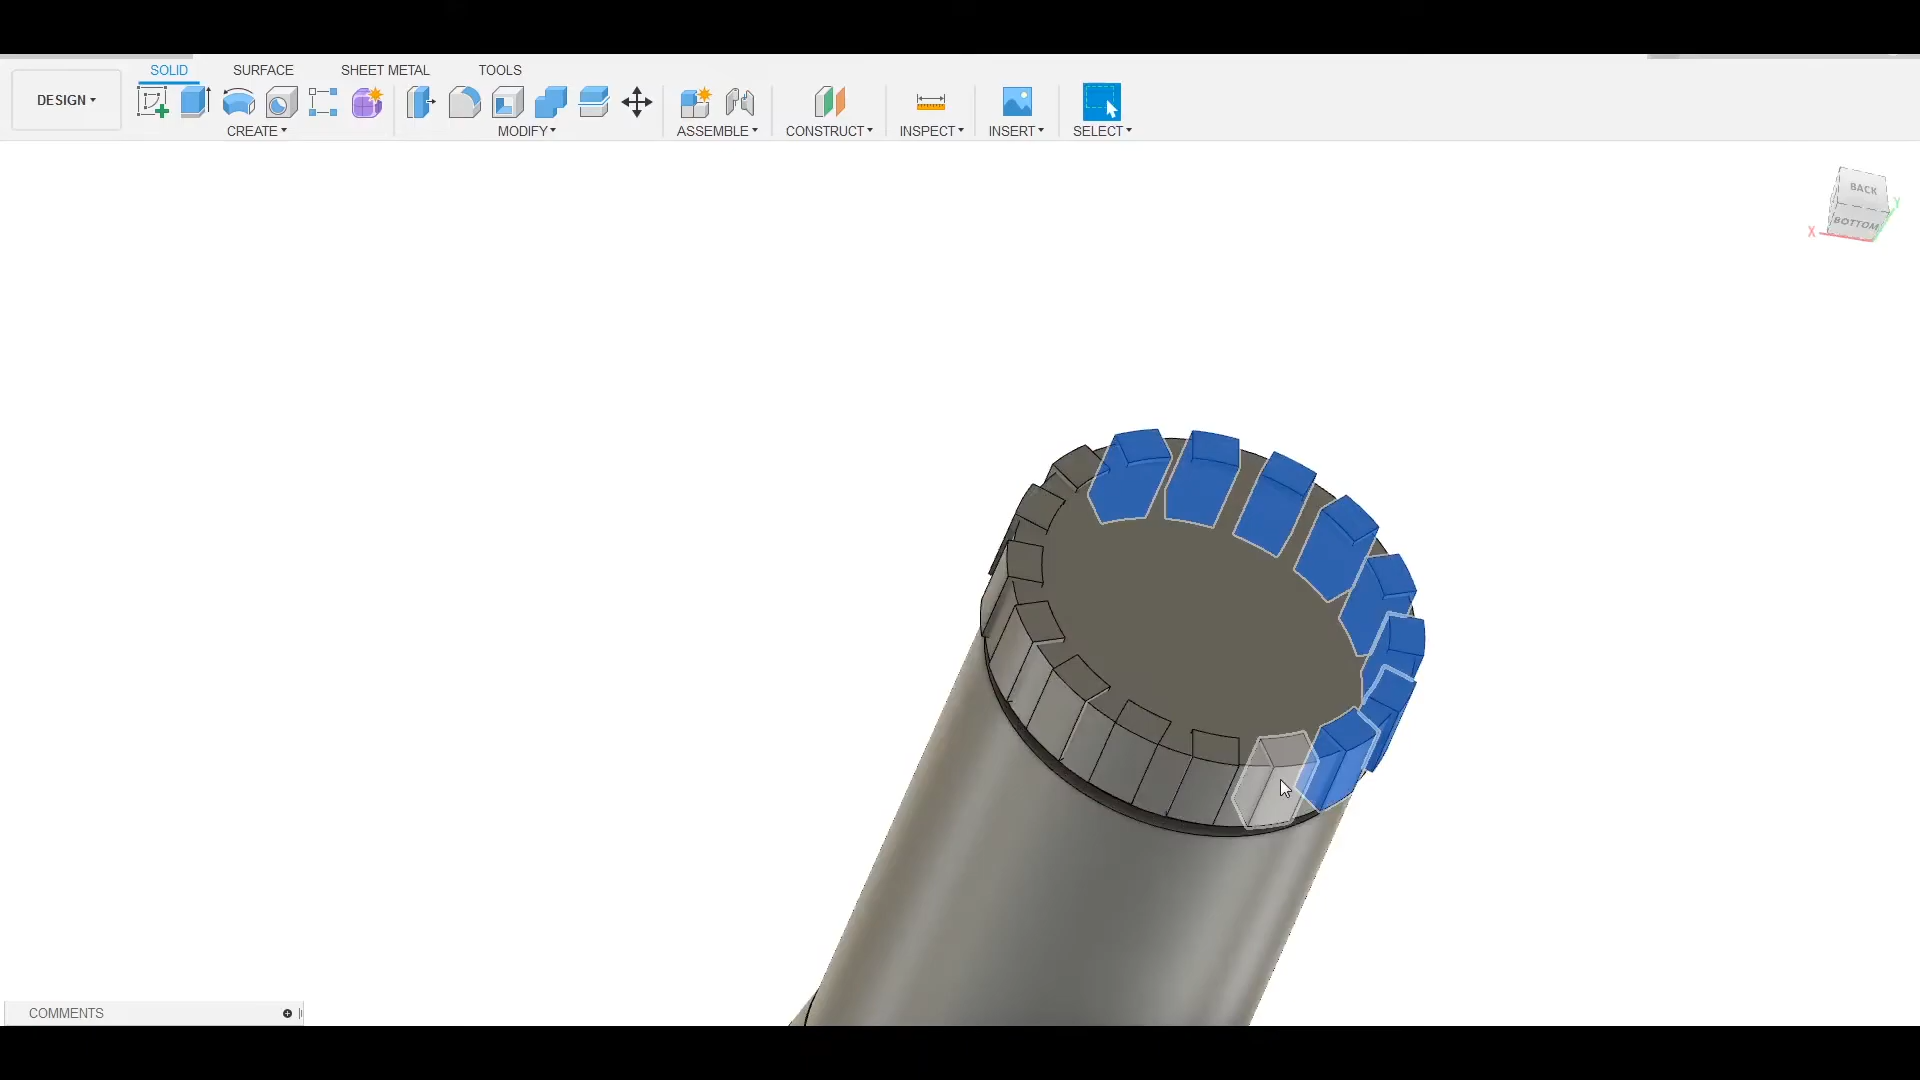 SOLID SURFACE SHEET METAL TOOLS
DESIGN
CREATE MODIFY ASSEMBLE CONSTRUCT INSPECT INSERT SELECT
BACK
BOTTOM
X
Y
COMMENTS